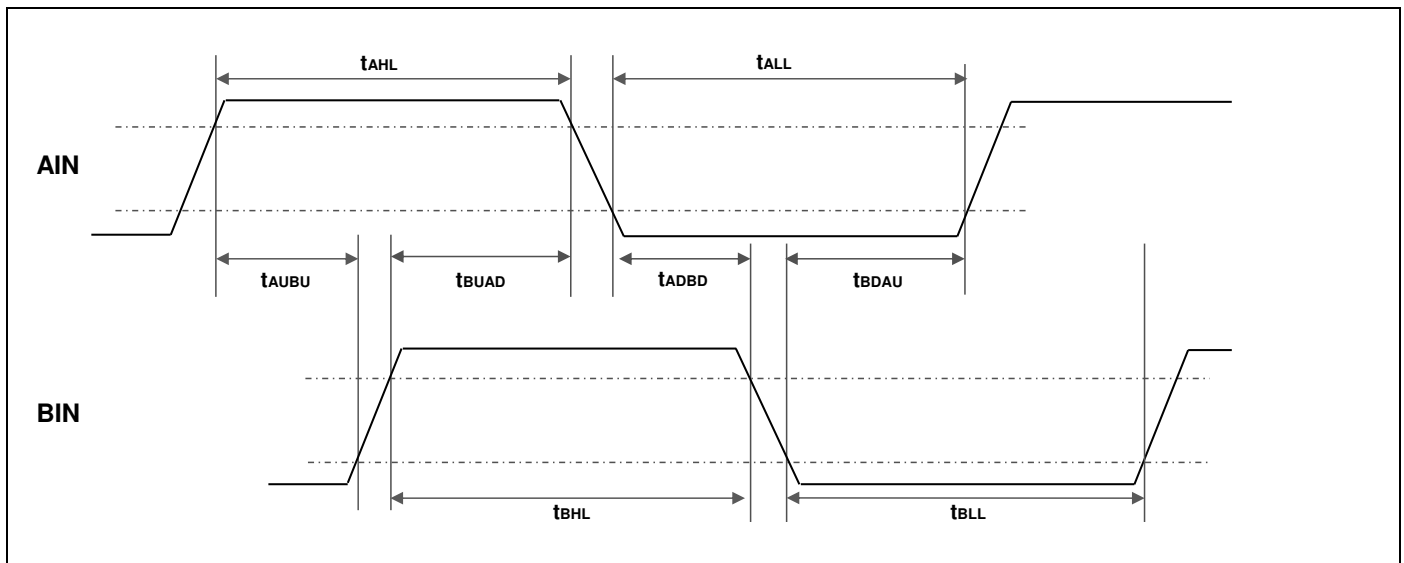 tAHL
tALL
AIN
tAUBU
tBUAD
tADBD
tBDAU
BIN
tBHL
tBLL